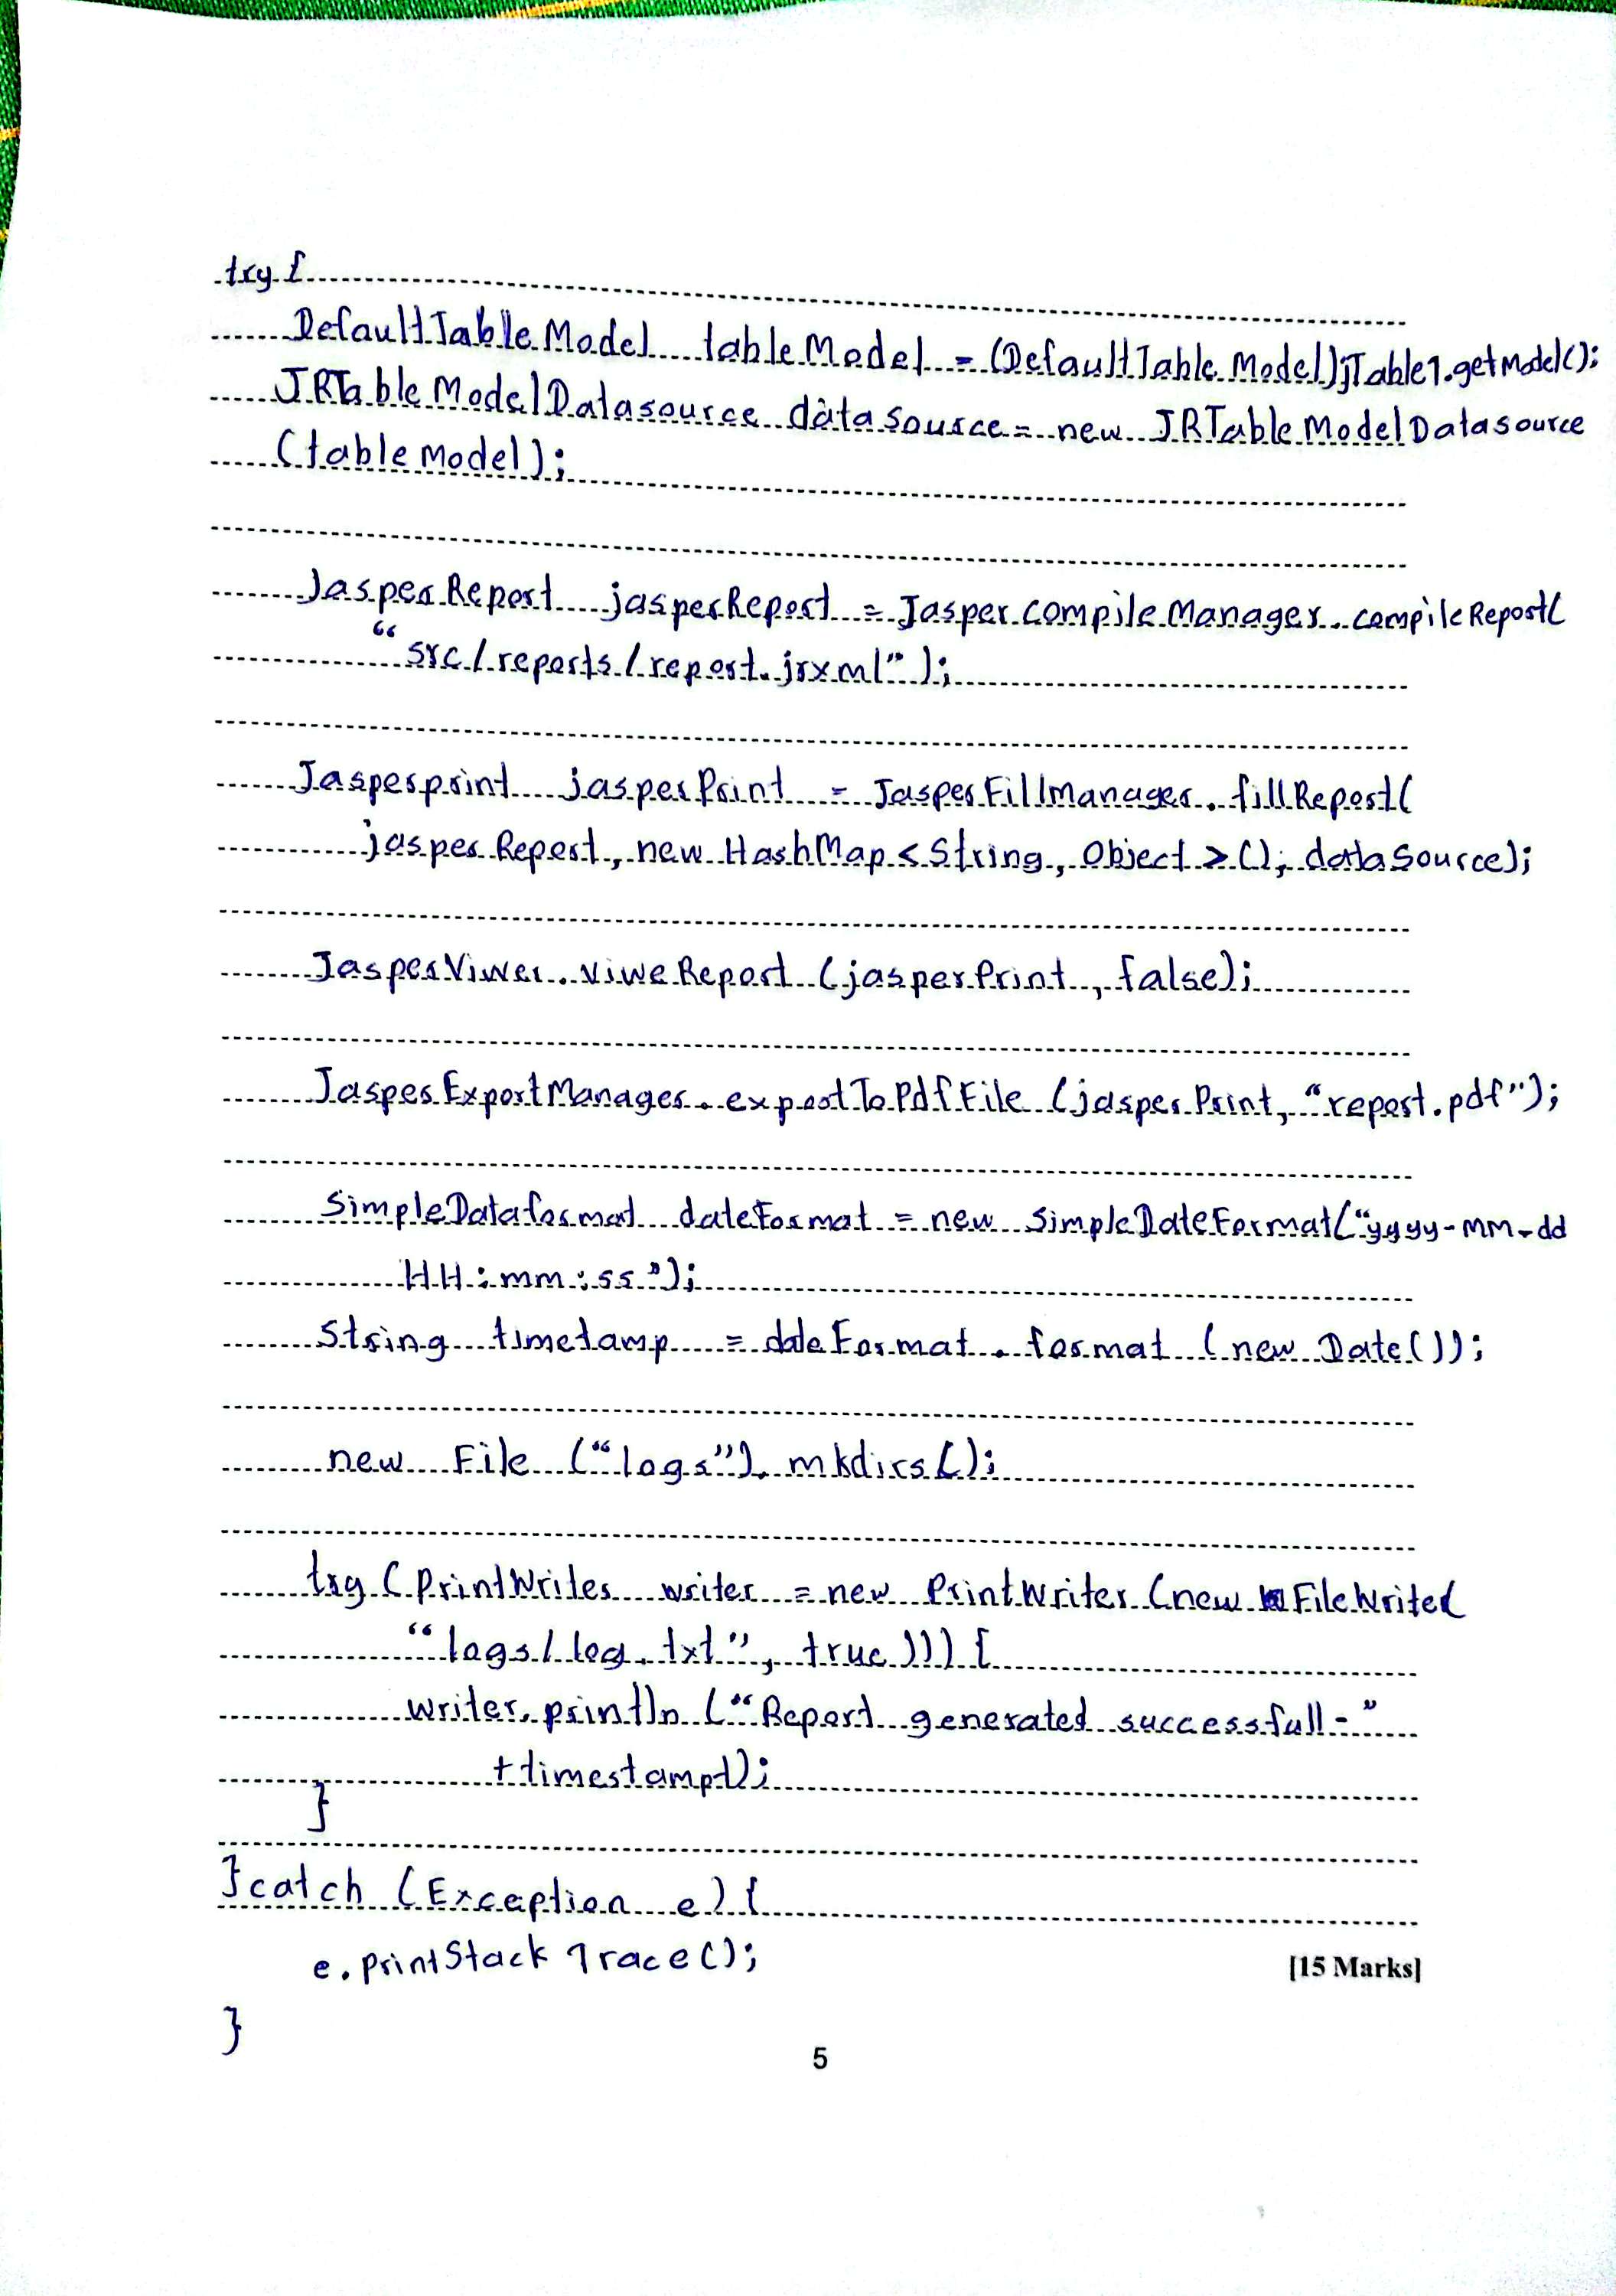 try {
DefaultTableModel tableModel = (DefaultTableModel)jTable1.getModel();
JRTableModelDatasource dataSource = new JRTableModelDatasource
(tableModel);
JasperReport jasperReport = Jasper.compileManager.compileReport(
"src/reports/report.jrxml");
Jasperprint jasperPrint = JasperFillManager.fillReport(
jasperReport, new HashMap<String, Object>(), dataSource);
JasperViwer.viweReport(jasperPrint, false);
JasperExportManager.exportToPdfFile(jasperPrint, "report.pdf");
SimpleDataformat dateFormat = new SimpleDateFormat("yyyy-MM-dd
HH:mm:ss");
String timetamp = dateFormat.format(new Date());
new File("logs").mkdirs();
try(PrintWriter writer = new PrintWriter(new FileWrite(
"logs/log.txt", true))){
writer.println("Report generated successfull-"
+timestampt);
}
}catch (Exception e){
e.printStackTrace();
[15 Marks]
}
5